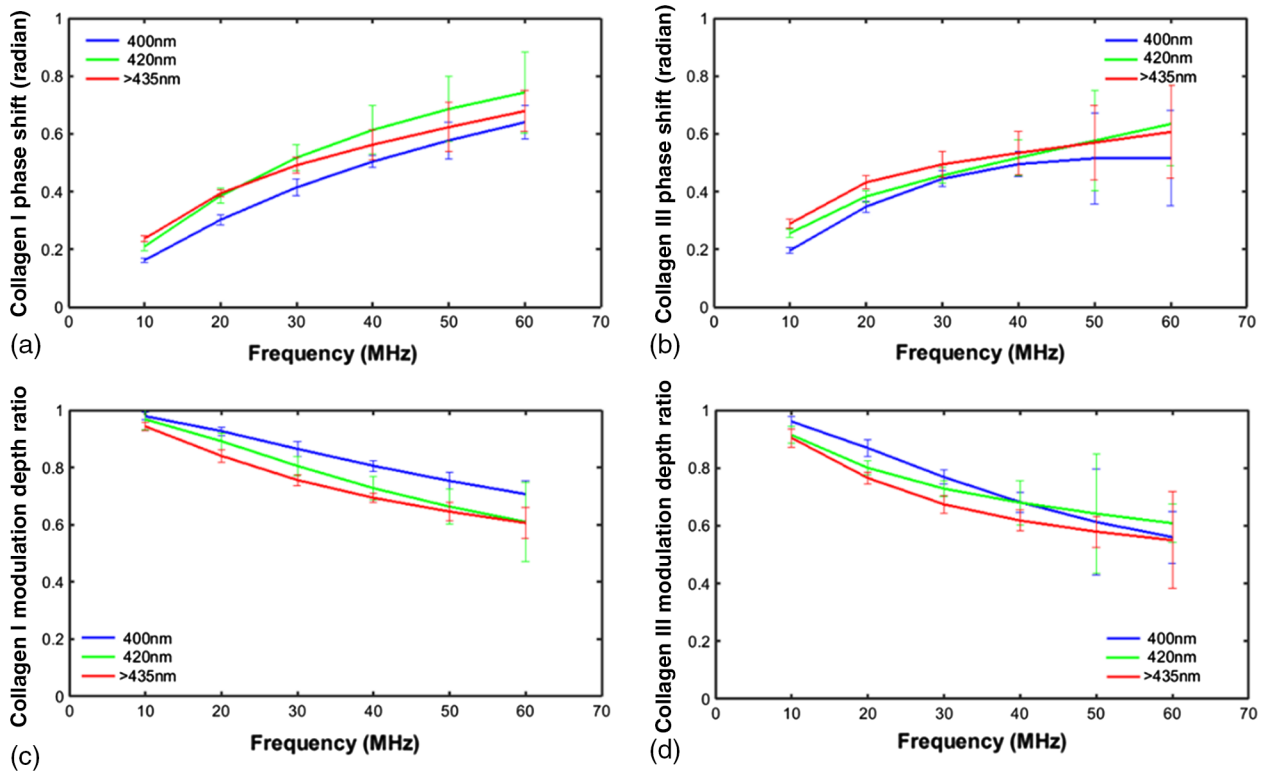 Collagen I phase shift (radian)
1
0.8
0.6
0.4
0.2
0
400nm
420nm
>435nm
0 10 20 30 40 50 60 70
Frequency (MHz)
(a)
Collagen III phase shift (radian)
1
0.8
0.6
0.4
0.2
0
400nm
420nm
>435nm
0 10 20 30 40 50 60 70
Frequency (MHz)
(b)
Collagen I modulation depth ratio
1
0.8
0.6
0.4
0.2
0
400nm
420nm
>435nm
0 10 20 30 40 50 60 70
Frequency (MHz)
(c)
Collagen III modulation depth ratio
1
0.8
0.6
0.4
0.2
0
400nm
420nm
>435nm
0 10 20 30 40 50 60 70
Frequency (MHz)
(d)